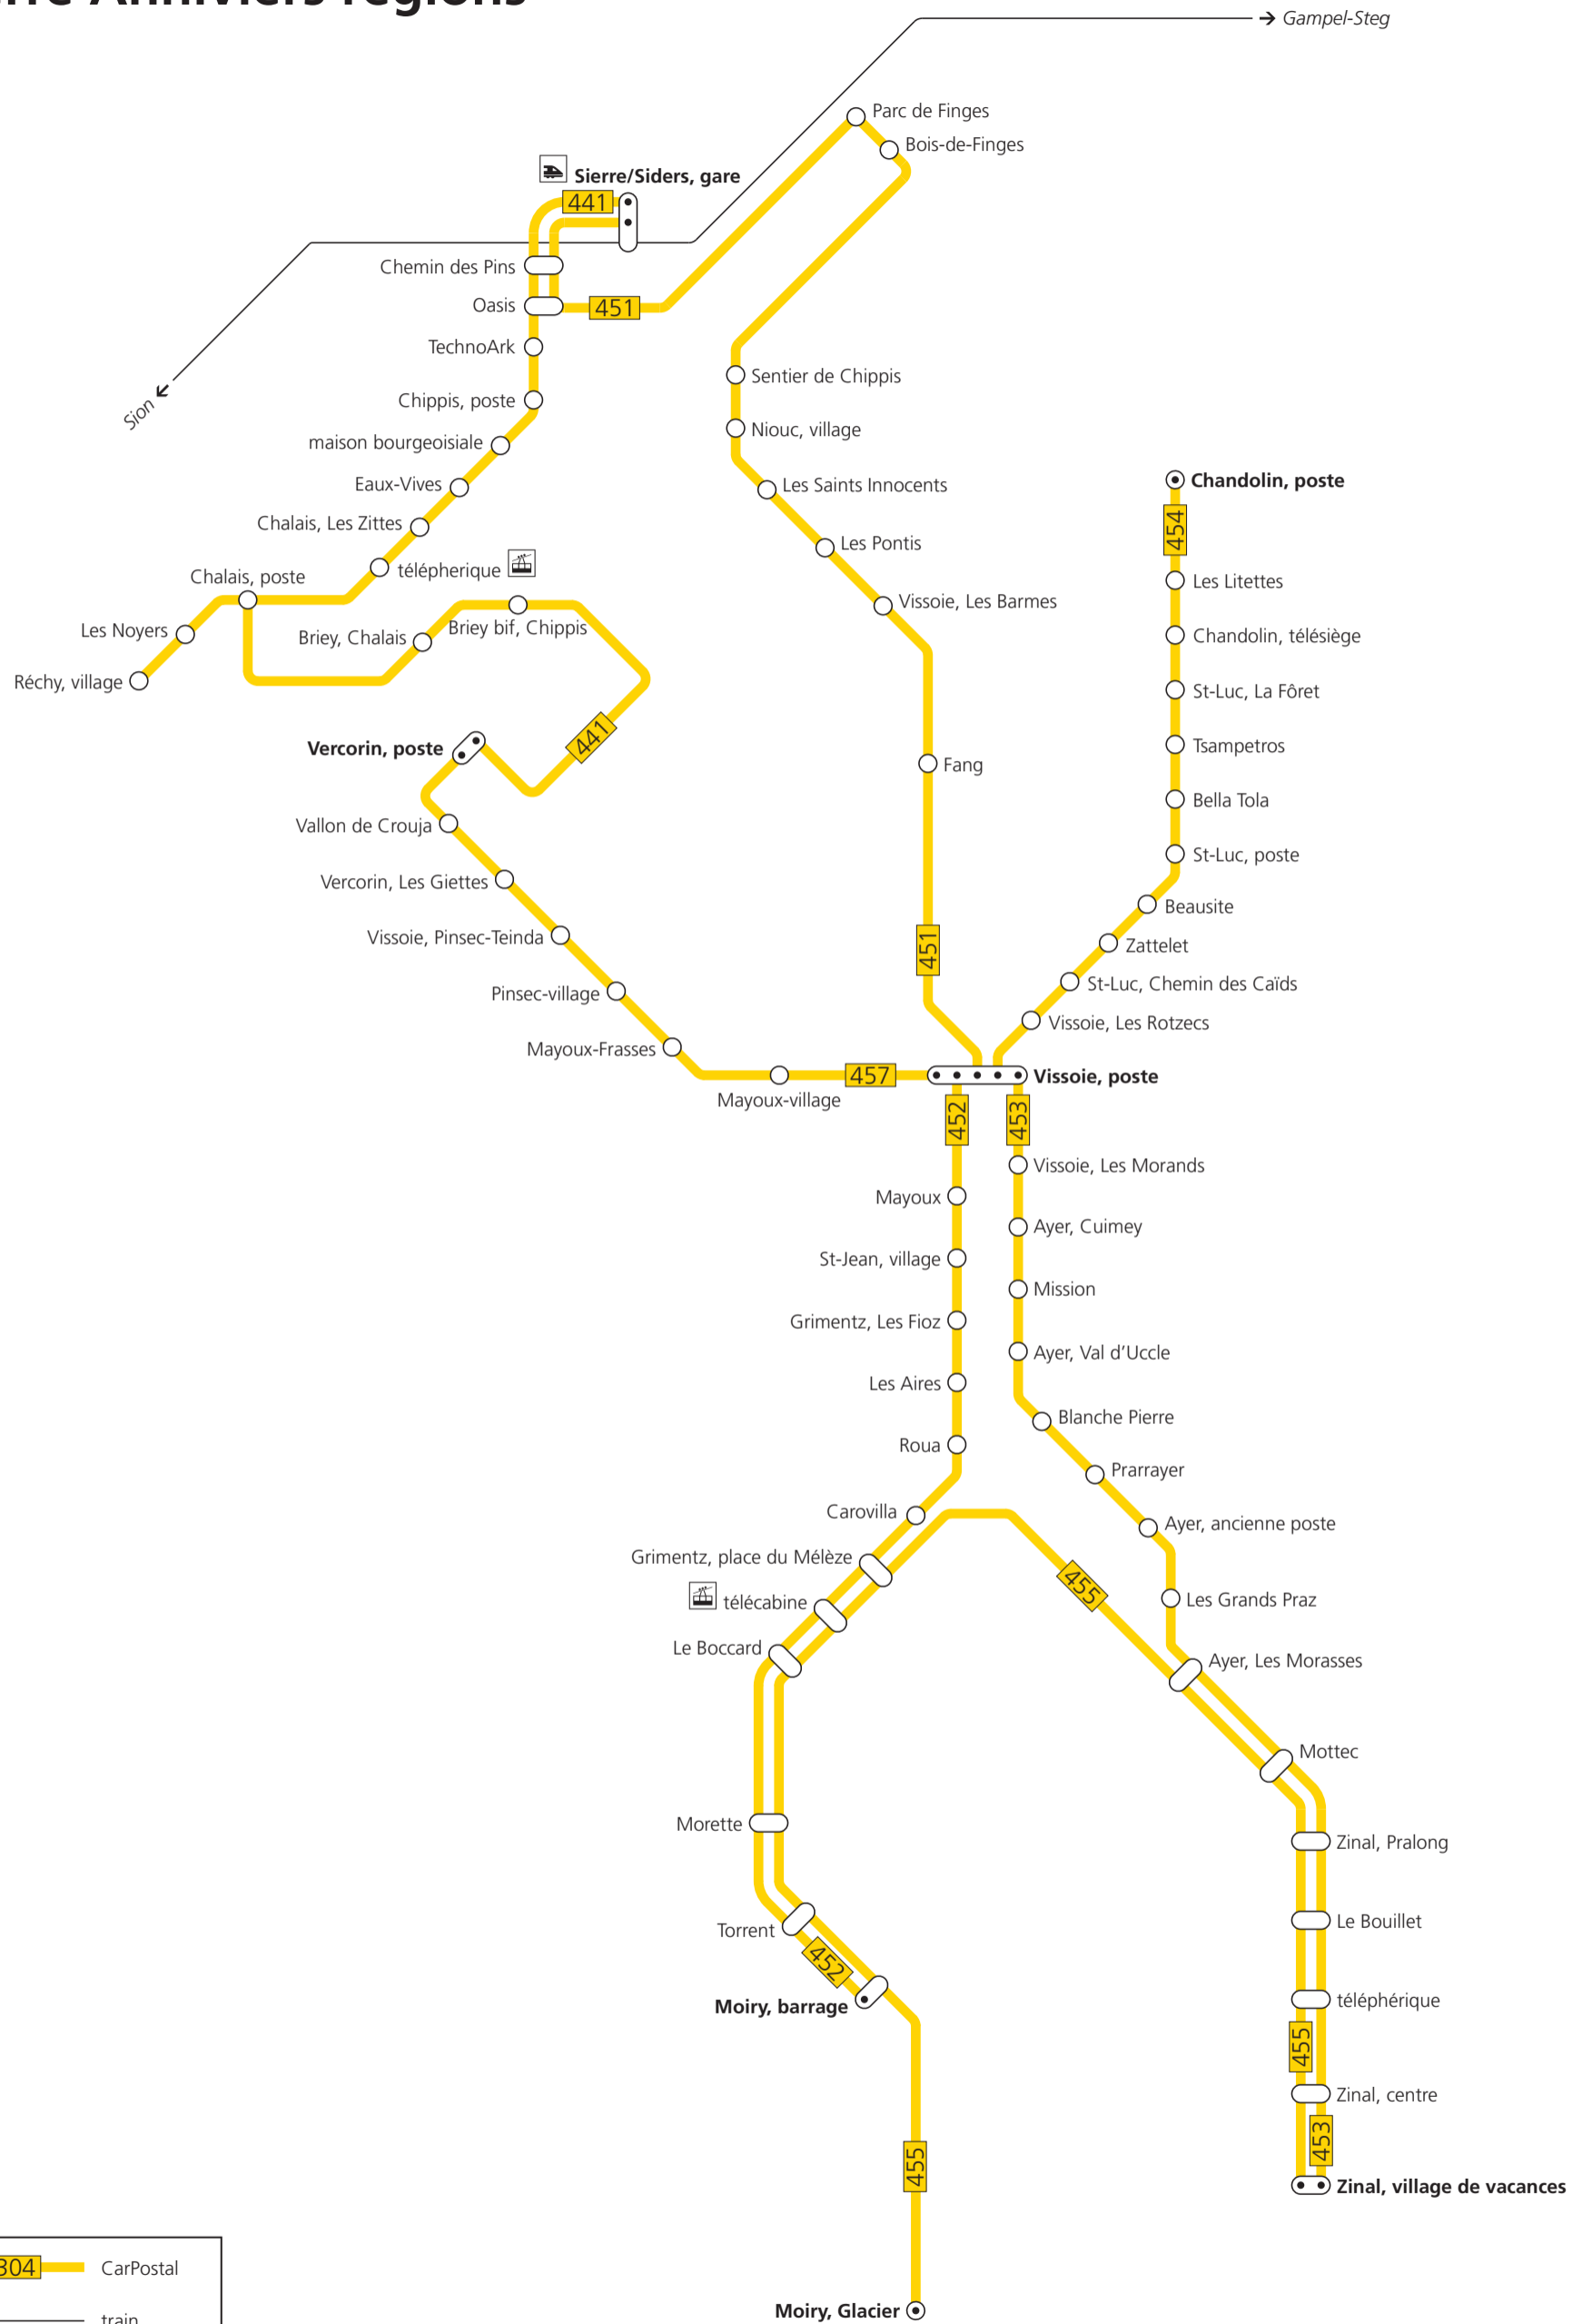 Gampel-Steg
Parc de Finges
Bois-de-Finges
Sierre/Siders, gare
441
Chemin des Pins
Oasis
451
TechnoArk
Sentier de Chippis
Chippis, poste
Sion
Niouc, village
maison bourgeoisiale
Eaux-Vives
Les Saints Innocents
Chandolin, poste
454
Chalais, Les Zittes
Les Pontis
télépherique
Chalais, poste
Les Litettes
Vissoie, Les Barmes
Les Noyers
Briey, Chalais
Briey bif, Chippis
Chandolin, télésiège
Réchy, village
St-Luc, La Fôret
441
Vercorin, poste
Tsampetros
Fang
Bella Tola
Vallon de Crouja
St-Luc, poste
Vercorin, Les Giettes
Beausite
Vissoie, Pinsec-Teinda
451
Zattelet
Pinsec-village
St-Luc, Chemin des Caïds
Vissoie, Les Rotzecs
Mayoux-Frasses
457
Vissoie, poste
Mayoux-village
452
453
Vissoie, Les Morands
Mayoux
Ayer, Cuimey
St-Jean, village
Mission
Grimentz, Les Fioz
Ayer, Val d’Uccle
Les Aires
Blanche Pierre
Roua
Prarrayer
Carovilla
Ayer, ancienne poste
Grimentz, place du Mélèze
455
télécabine
Les Grands Praz
Le Boccard
Ayer, Les Morasses
Mottec
Morette
Zinal, Pralong
Torrent
Le Bouillet
452
Moiry, barrage
téléphérique
455
Zinal, centre
453
455
Zinal, village de vacances
304
CarPostal
train
Moiry, Glacier